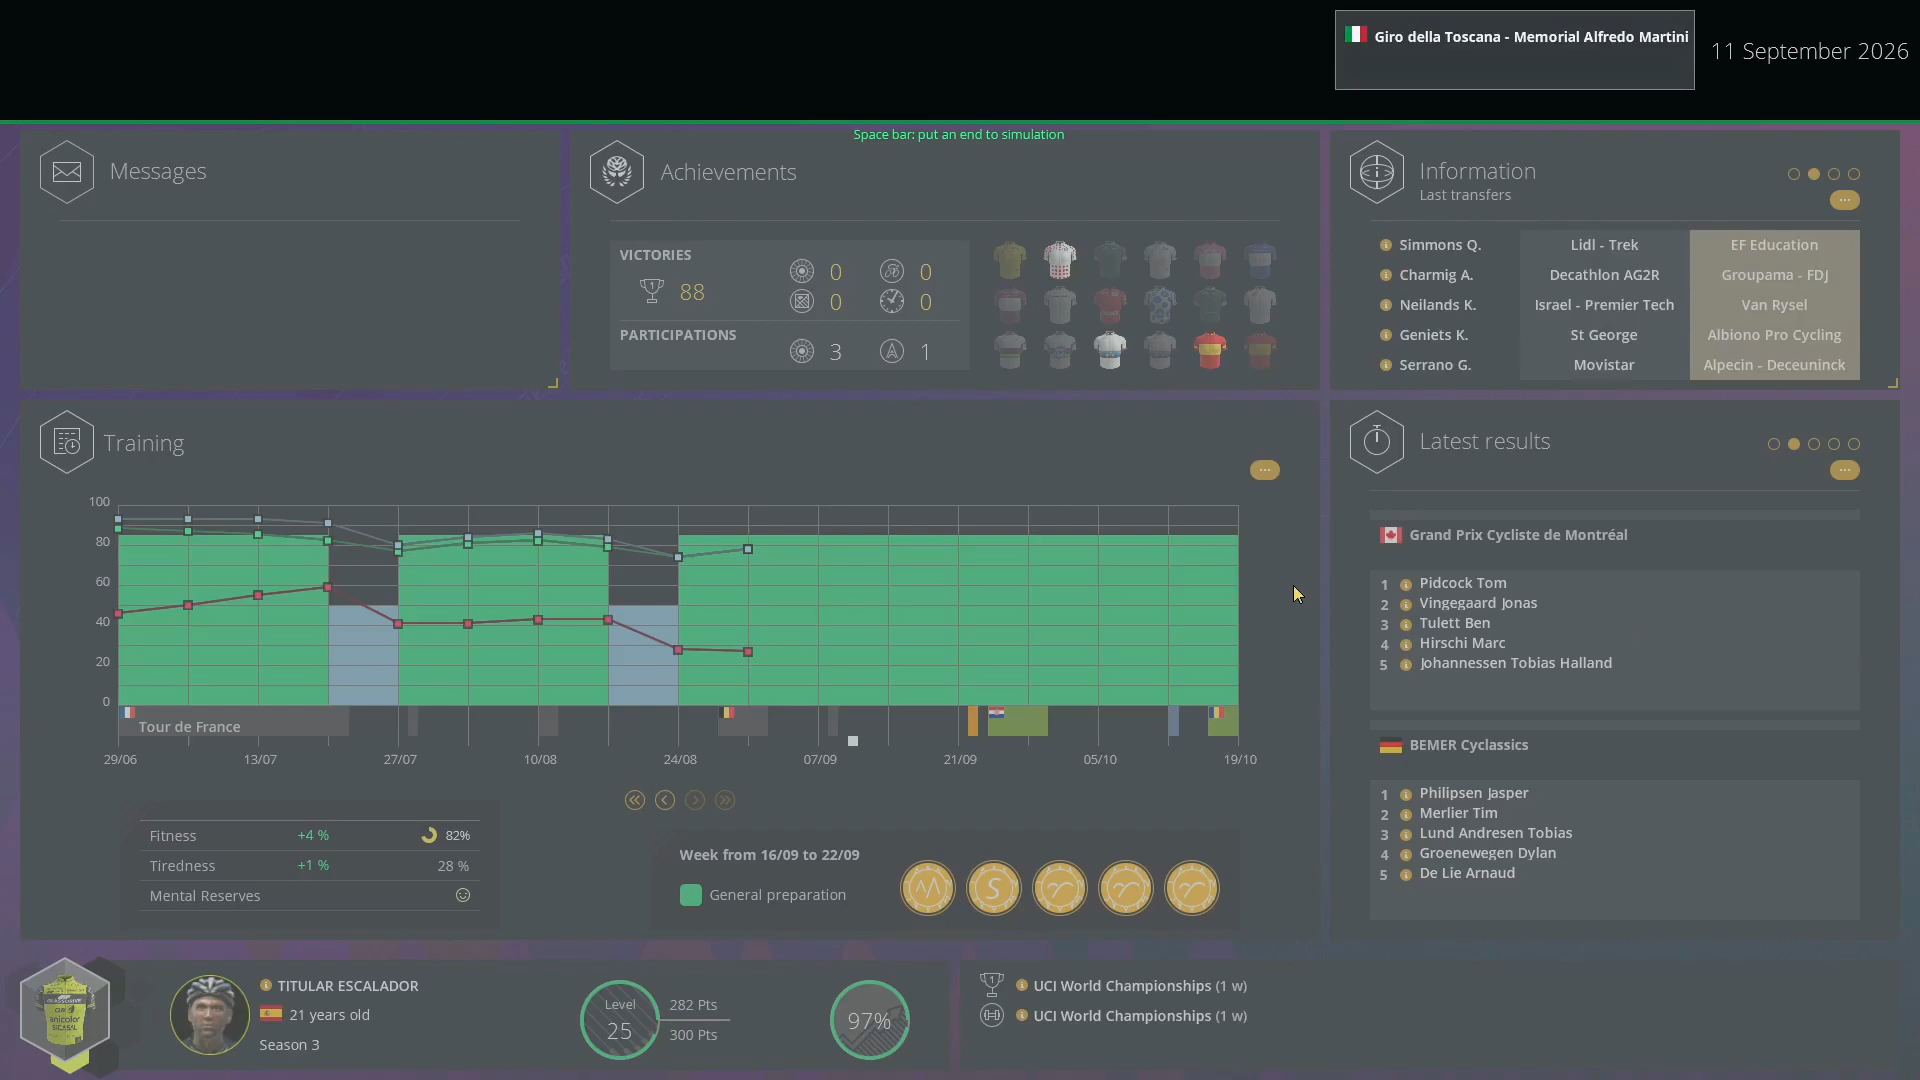 Giro della Toscana - Memorial Alfredo Martini
11 September 2026
Space bar: put an end to simulation
Messages
Achievements
VICTORIES
88
0
0
0
0
PARTICIPATIONS
3
1
Information
Last transfers
Simmons Q. Lidl - Trek EF Education
Charmig A. Decathlon AG2R Groupama - FDJ
Neilands K. Israel - Premier Tech Van Rysel
Geniets K. St George Albiono Pro Cycling
Serrano G. Movistar Alpecin - Deceuninck
Training
100
80
60
40
20
0
Tour de France
29/06 13/07 27/07 10/08 24/08 07/09 21/09 05/10 19/10
Fitness +4 % 82%
Tiredness +1 % 28 %
Mental Reserves
Week from 16/09 to 22/09
General preparation
Latest results
Grand Prix Cycliste de Montréal
1 Pidcock Tom
2 Vingegaard Jonas
3 Tulett Ben
4 Hirschi Marc
5 Johannessen Tobias Halland
BEMER Cyclassics
1 Philipsen Jasper
2 Merlier Tim
3 Lund Andresen Tobias
4 Groenewegen Dylan
5 De Lie Arnaud
TITULAR ESCALADOR
21 years old
Season 3
Level
25
282 Pts
300 Pts
97%
UCI World Championships (1 w)
UCI World Championships (1 w)